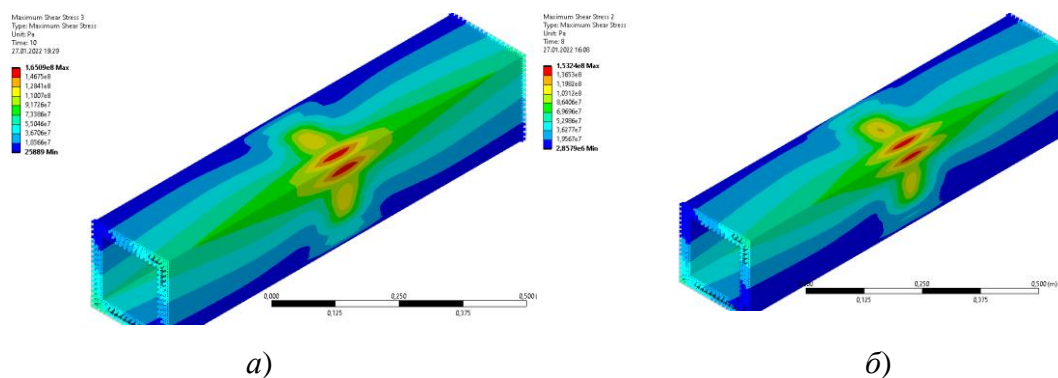 Maximum Shear Stress 3
Type: Maximum Shear Stress
Unit: Pa
Time: 10
27.01.2022 19:29
1,6509e8 Max
1,4675e8
1,2841e8
1,1007e8
9,1726e7
7,3386e7
5,5046e7
3,6706e7
1,8366e7
25889 Min
0,000
0,250
0,500 (
0,125
0,375
а)
Maximum Shear Stress 2
Type: Maximum Shear Stress
Unit: Pa
Time: 8
27.01.2022 16:08
1,5324e8 Max
1,3653e8
1,1982e8
1,0312e8
8,6406e7
6,9696e7
5,2986e7
3,6277e7
1,9567e7
2,8579e6 Min
0,250
0,500 (m)
0,125
0,375
б)